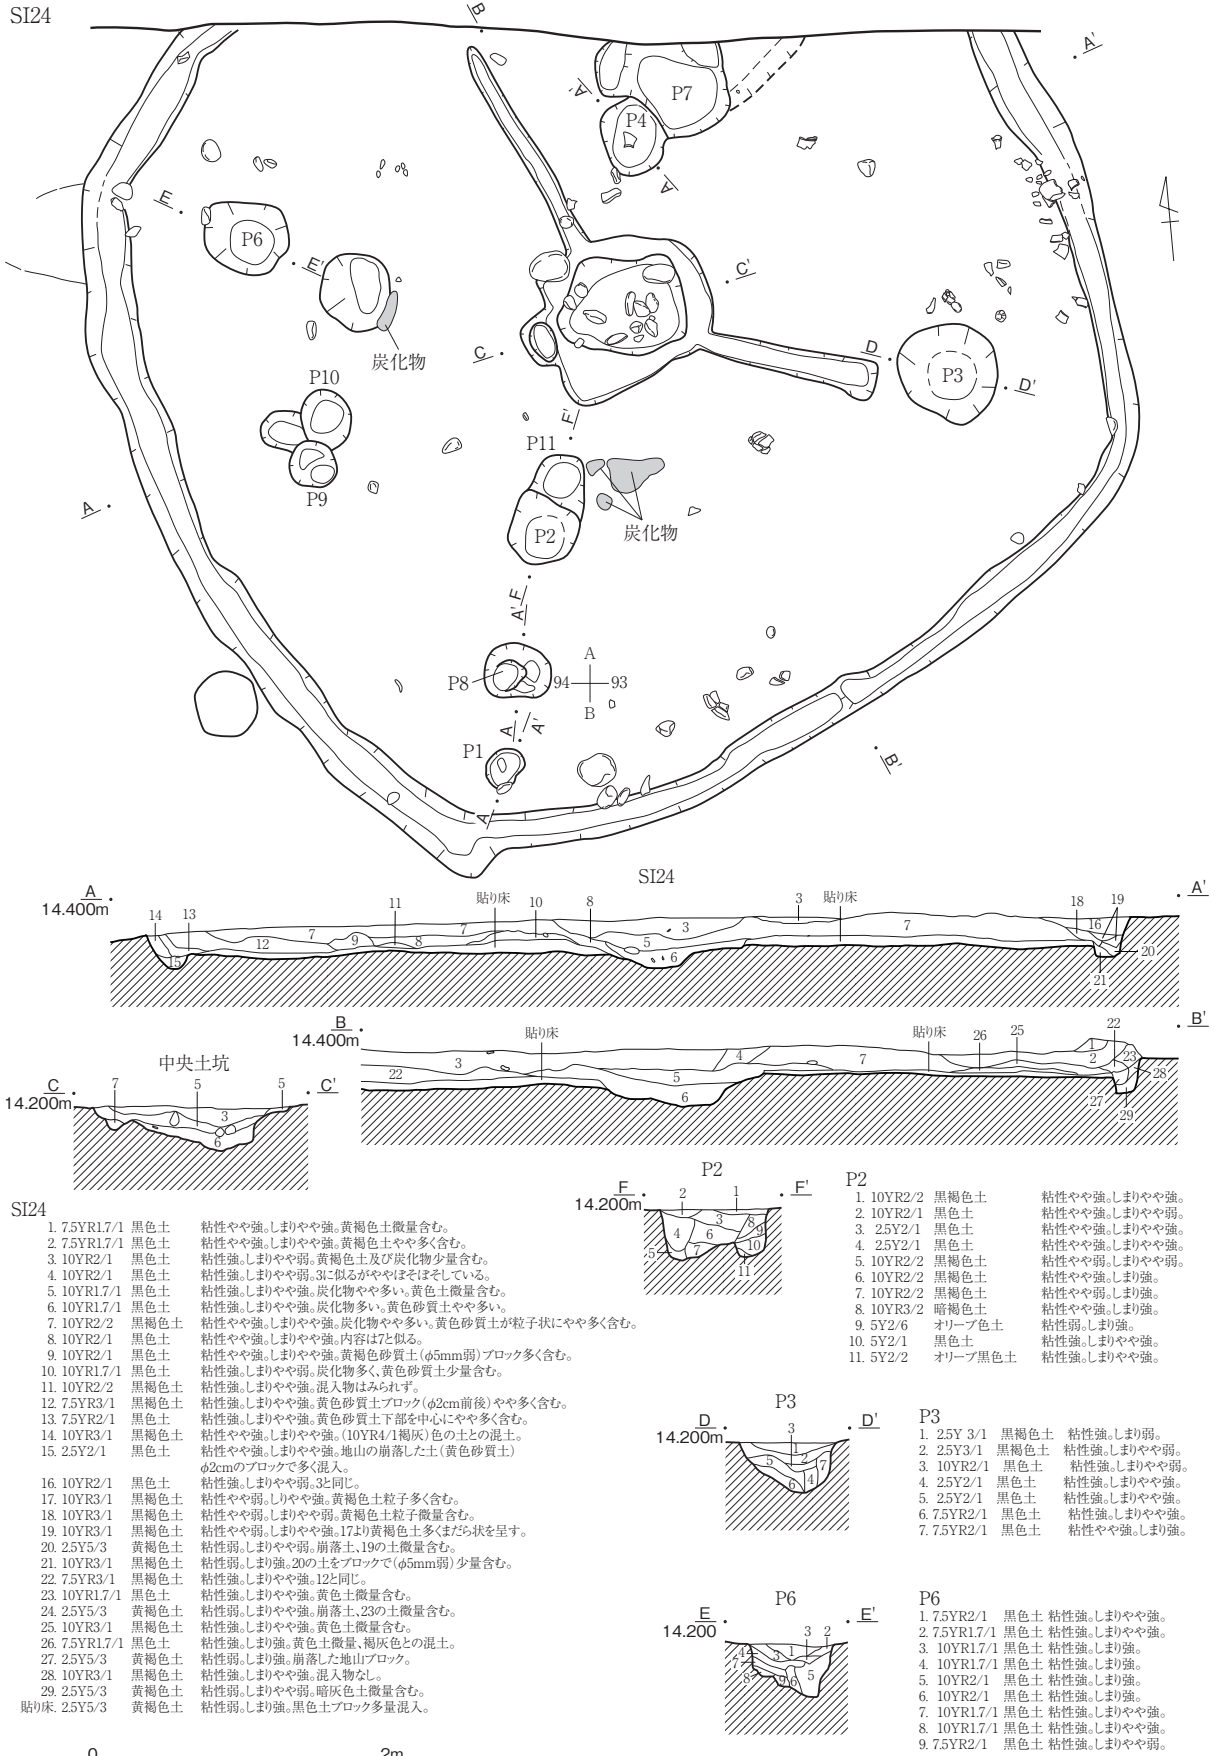 SI24
B
A'
P7
A'
P4
A
E
P6
E'
C'
炭化物
C
D
P3
D'
P10
F'
P11
P9
A
P2
炭化物
F
A'
A
P8
94 93
B
A
A'
P1
B'
A
SI24
A
14.400m
A'
14 13 7 11 9 8 12 15 7 貼り床 10 8 5 6 3 3 貼り床 7 18 16 19 20 21
B
14.400m
B'
3 22 貼り床 4 5 6 7 貼り床 26 25 1 2 22 23 28 27 29
中央土坑
C
14.200m
C'
7 5 5 3 6
P2
F
14.200m
F'
2 1 3 4 6 8 9 5 7 10 11
SI24
1. 7.5YR1.7/1 黒色土 粘性やや強。しまりやや強。黄褐色土微量含む。
2. 7.5YR1.7/1 黒色土 粘性やや強。しまりやや強。黄褐色土やや多く含む。
3. 10YR2/1 黒色土 粘性強。しまりやや弱。黄褐色土及び炭化物少量含む。
4. 10YR2/1 黒色土 粘性強。しまりやや弱。3に似るがややぼそぼそしている。
5. 10YR1.7/1 黒色土 粘性強。しまりやや強。炭化物やや多い。黄色土微量含む。
6. 10YR1.7/1 黒色土 粘性強。しまりやや強。炭化物多い。黄色砂質土やや多い。
7. 10YR2/2 黒褐色土 粘性強。しまりやや強。炭化物やや多い。黄色砂質土が粒子状にやや多く含む。
8. 10YR2/1 黒色土 粘性強。しまりやや強。内容は7と似る。
9. 10YR2/1 黒色土 粘性やや強。しまりやや強。黄褐色砂質土(φ5mm弱)ブロック多く含む。
10. 10YR1.7/1 黒色土 粘性強。しまりやや弱。炭化物多く、黄色砂質土少量含む。
11. 10YR2/2 黒褐色土 粘性強。しまりやや強。混入物はみられず。
12. 7.5YR3/1 黒褐色土 粘性強。しまりやや強。黄色砂質土ブロック(φ2cm前後)やや多く含む。
13. 7.5YR2/1 黒色土 粘性強。しまりやや強。黄色砂質土下部を中心にやや多く含む。
14. 10YR3/1 黒褐色土 粘性強。しまりやや強。(10YR4/1褐灰)色の土との混土。
15. 2.5Y2/1 黒色土 粘性強。しまりやや強。地山の崩落した土(黄色砂質土)
φ2cmのブロックで多く混入。
16. 10YR2/1 黒色土 粘性強。しまりやや弱。3と同じ。
17. 10YR3/1 黒褐色土 粘性やや弱。しりやや強。黄褐色土粒子多く含む。
18. 10YR3/1 黒褐色土 粘性やや弱。しまりやや弱。黄褐色土粒子微量含む。
19. 10YR3/1 黒褐色土 粘性やや弱。しまりやや強。17より黄褐色土多くまだら状を呈す。
20. 2.5Y5/3 黄褐色土 粘性弱。しまりやや弱。崩落土、19の土微量含む。
21. 10YR3/1 黒褐色土 粘性弱。しまり強。20の土をブロックで(φ5mm弱)少量含む。
22. 7.5YR3/1 黒褐色土 粘性強。しまりやや強。12と同じ。
23. 10YR1.7/1 黒色土 粘性強。しまりやや強。黄色土微量含む。
24. 2.5Y5/3 黄褐色土 粘性弱。しまりやや強。崩落土、23の土微量含む。
25. 10YR3/1 黒褐色土 粘性強。しまりやや強。黄色土微量含む。
26. 7.5YR1.7/1 黒色土 粘性強。しまり強。黄色土微量、褐灰色との混土。
27. 2.5Y5/3 黄褐色土 粘性弱。しまり強。崩落した地山ブロック。
28. 10YR3/1 黒褐色土 粘性強。しまりやや強。混入物なし。
29. 2.5Y5/3 黄褐色土 粘性弱。しまりやや弱。暗灰色土微量含む。
貼り床. 2.5Y5/3 黄褐色土 粘性弱。しまり強。黒色土ブロック多量混入。
0 2m
P2
1. 10YR2/2 黒褐色土 粘性やや強。しまりやや強。
2. 10YR2/1 黒色土 粘性やや強。しまりやや弱。
3. 2.5Y2/1 黒色土 粘性やや強。しまりやや強。
4. 2.5Y2/1 黒色土 粘性やや強。しまりやや強。
5. 10YR2/2 黒褐色土 粘性やや弱。しまりやや弱。
6. 10YR2/2 黒褐色土 粘性やや強。しまり強。
7. 10YR2/2 黒褐色土 粘性やや弱。しまり強。
8. 10YR3/2 暗褐色土 粘性やや強。しまり強。
9. 5Y2/6 オリーブ色土 粘性弱。しまり強。
10. 5Y2/1 黒色土 粘性強。しまりやや強。
11. 5Y2/2 オリーブ黒色土 粘性強。しまりやや強。
P3
D
14.200m
D'
3 1 2 5 7 6 4
P3
1. 2.5Y 3/1 黒褐色土 粘性強。しまり弱。
2. 2.5Y3/1 黒褐色土 粘性強。しまりやや弱。
3. 10YR2/1 黒色土 粘性強。しまりやや弱。
4. 2.5Y2/1 黒色土 粘性強。しまりやや強。
5. 2.5Y2/1 黒色土 粘性強。しまりやや強。
6. 7.5YR2/1 黒色土 粘性強。しまりやや強。
7. 7.5YR2/1 黒色土 粘性やや強。しまり強。
P6
E
14.200
E'
3 2 4 3 1 7 8 9 6 5
P6
1. 7.5YR2/1 黒色土 粘性強。しまりやや強。
2. 7.5YR1.7/1 黒色土 粘性強。しまりやや強。
3. 10YR1.7/1 黒色土 粘性強。しまり強。
4. 10YR1.7/1 黒色土 粘性強。しまり強。
5. 10YR2/1 黒色土 粘性強。しまり強。
6. 10YR2/1 黒色土 粘性強。しまり強。
7. 10YR1.7/1 黒色土 粘性強。しまりやや強。
8. 10YR1.7/1 黒色土 粘性強。しまりやや強。
9. 7.5YR2/1 黒色土 粘性強。しまりやや弱。